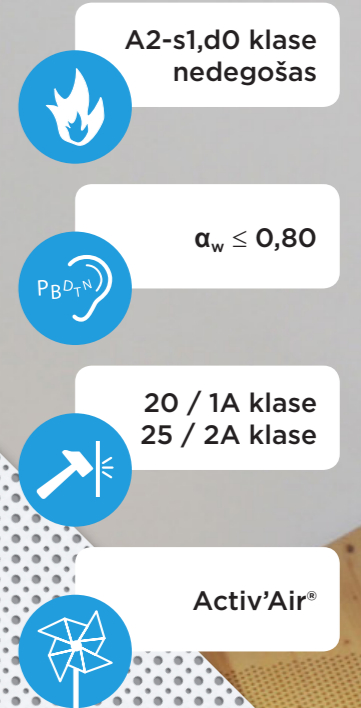 A2-s1,d0 klase
nedegošas
PBDTN
αw ≤ 0,80
20 / 1A klase
25 / 2A klase
Activ’Air®